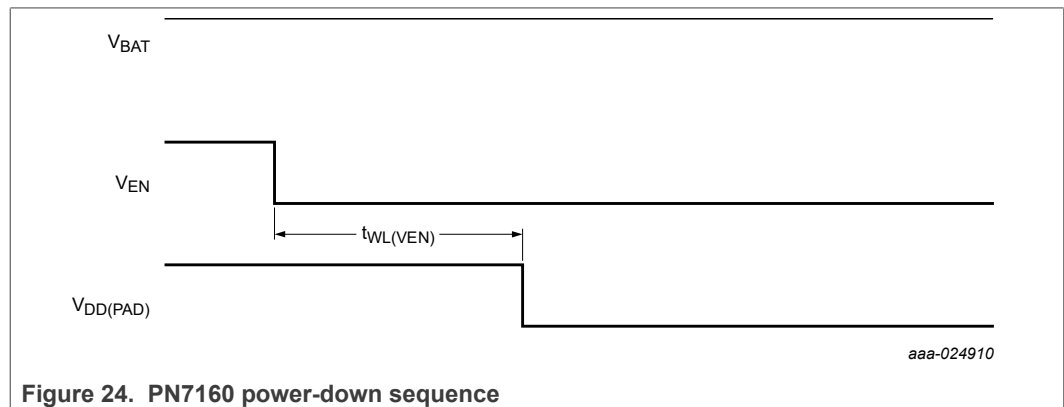 VBAT
VEN
tWL(VEN)
VDD(PAD)
aaa-024910
Figure 24. PN7160 power-down sequence